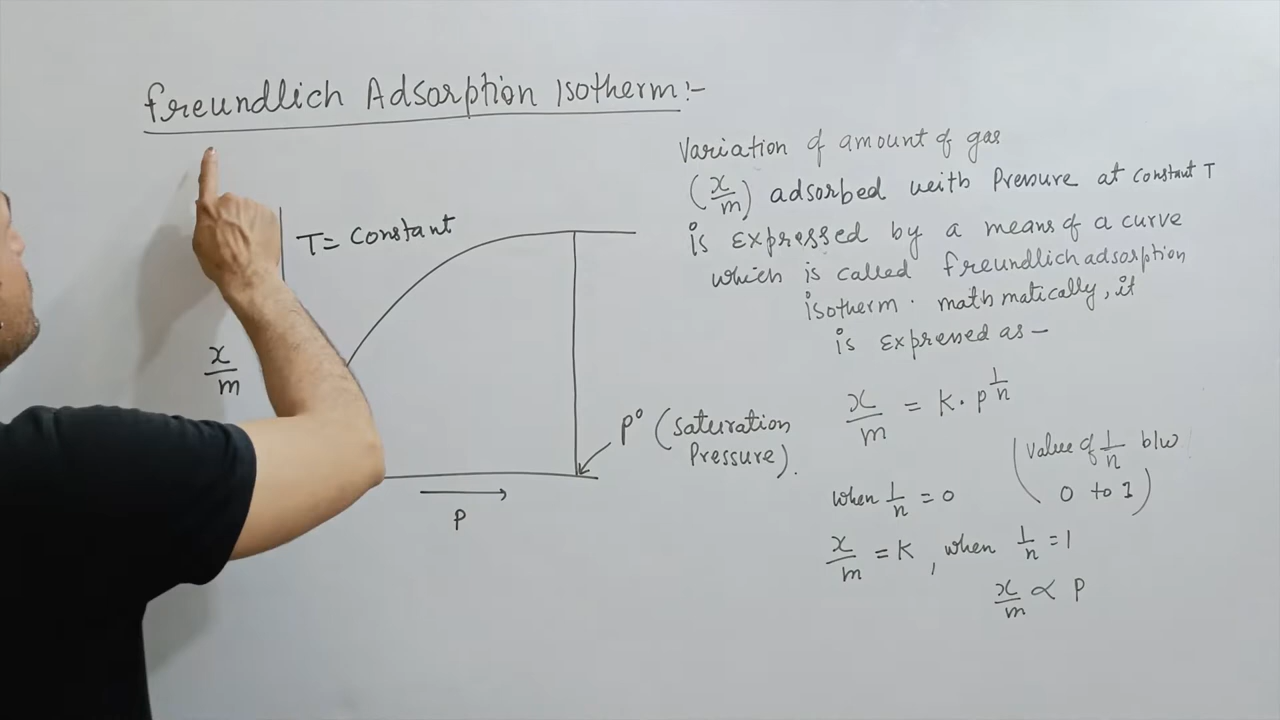 freundlich Adsorption Isotherm:-
Variation of amount of gas
(x/m) adsorbed with Pressure at constant T
is expressed by a means of a curve
which is called freundlich adsorption
isotherm. mathmatically, it
is expressed as -
x/m = K. p^1/n
(value of 1/n b/w
0 to 1)
when 1/n = 0
x/m = K, when 1/n = 1
x/m ∝ P
T = constant
x/m
P° (Saturation
Pressure).
P